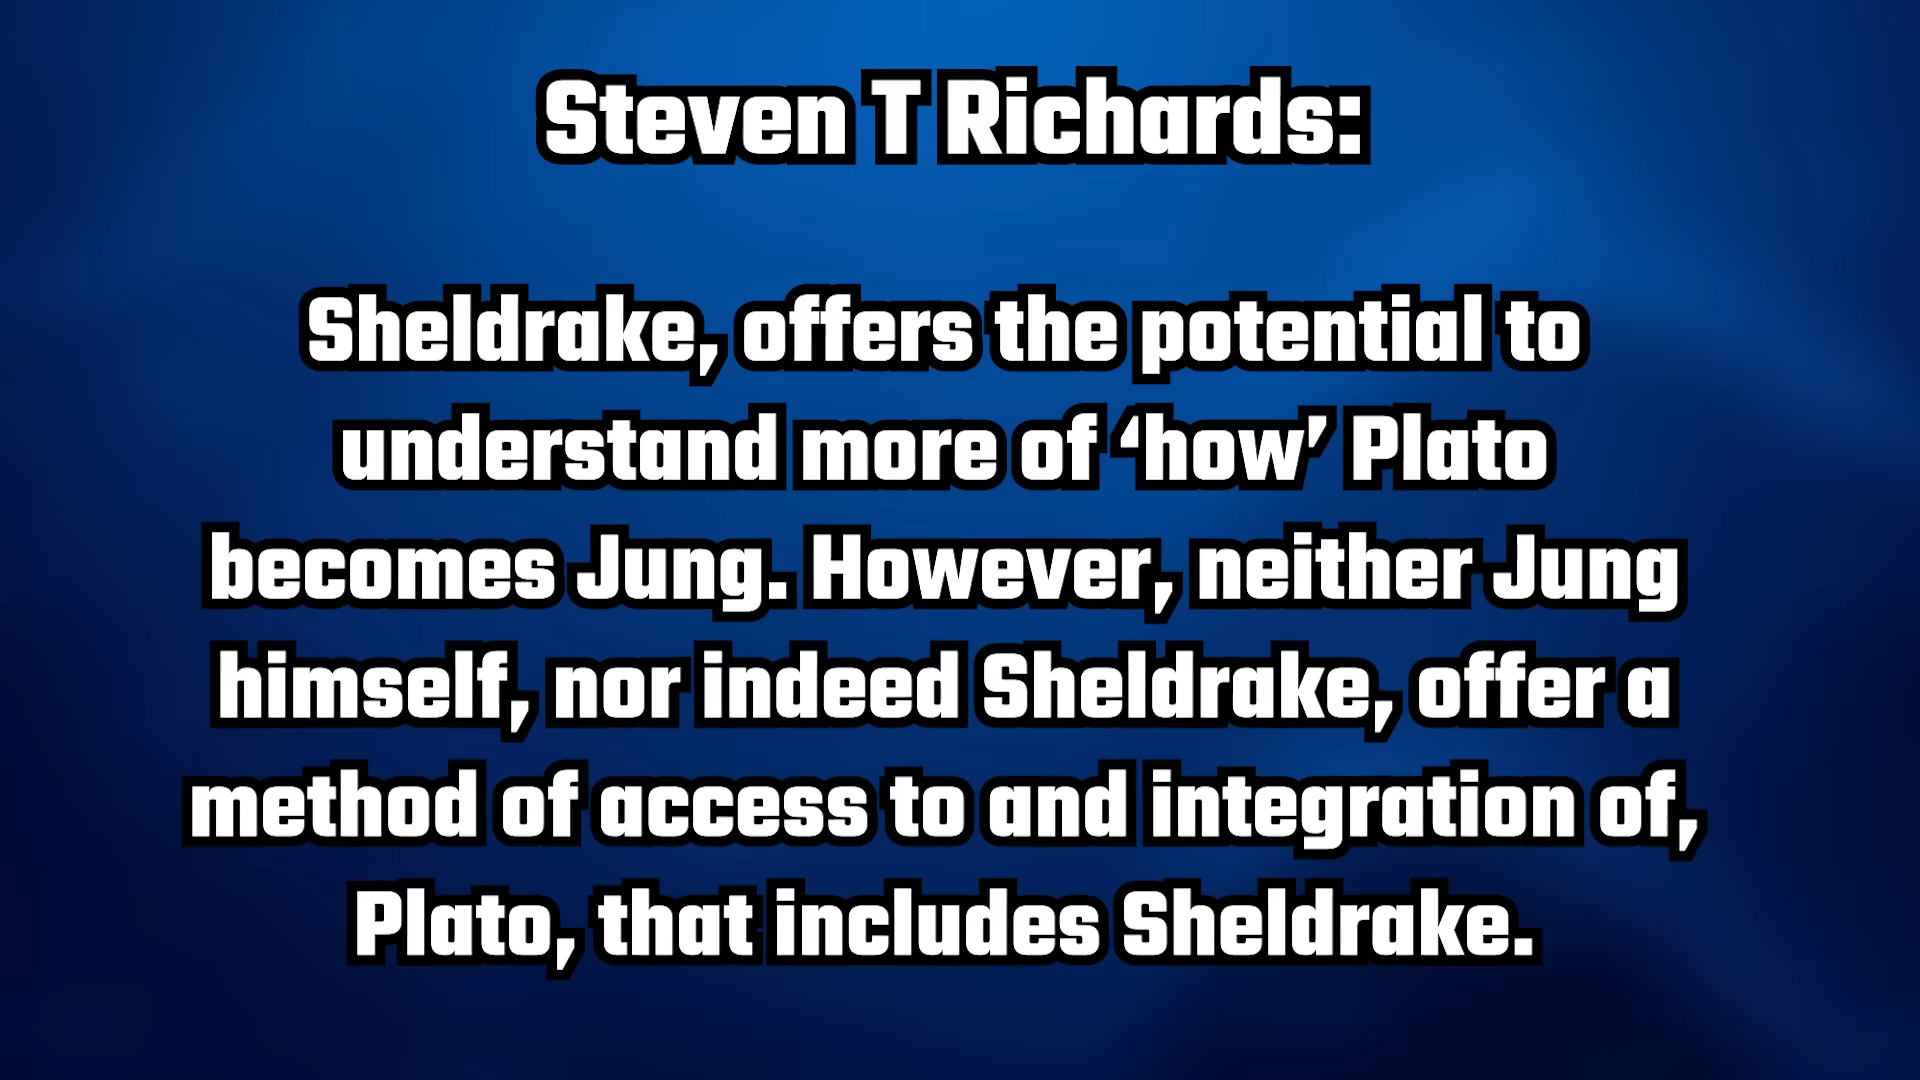 Steven T Richards:
Sheldrake, offers the potential to
understand more of ‘how’ Plato
becomes Jung. However, neither Jung
himself, nor indeed Sheldrake, offer a
method of access to and integration of,
Plato, that includes Sheldrake.